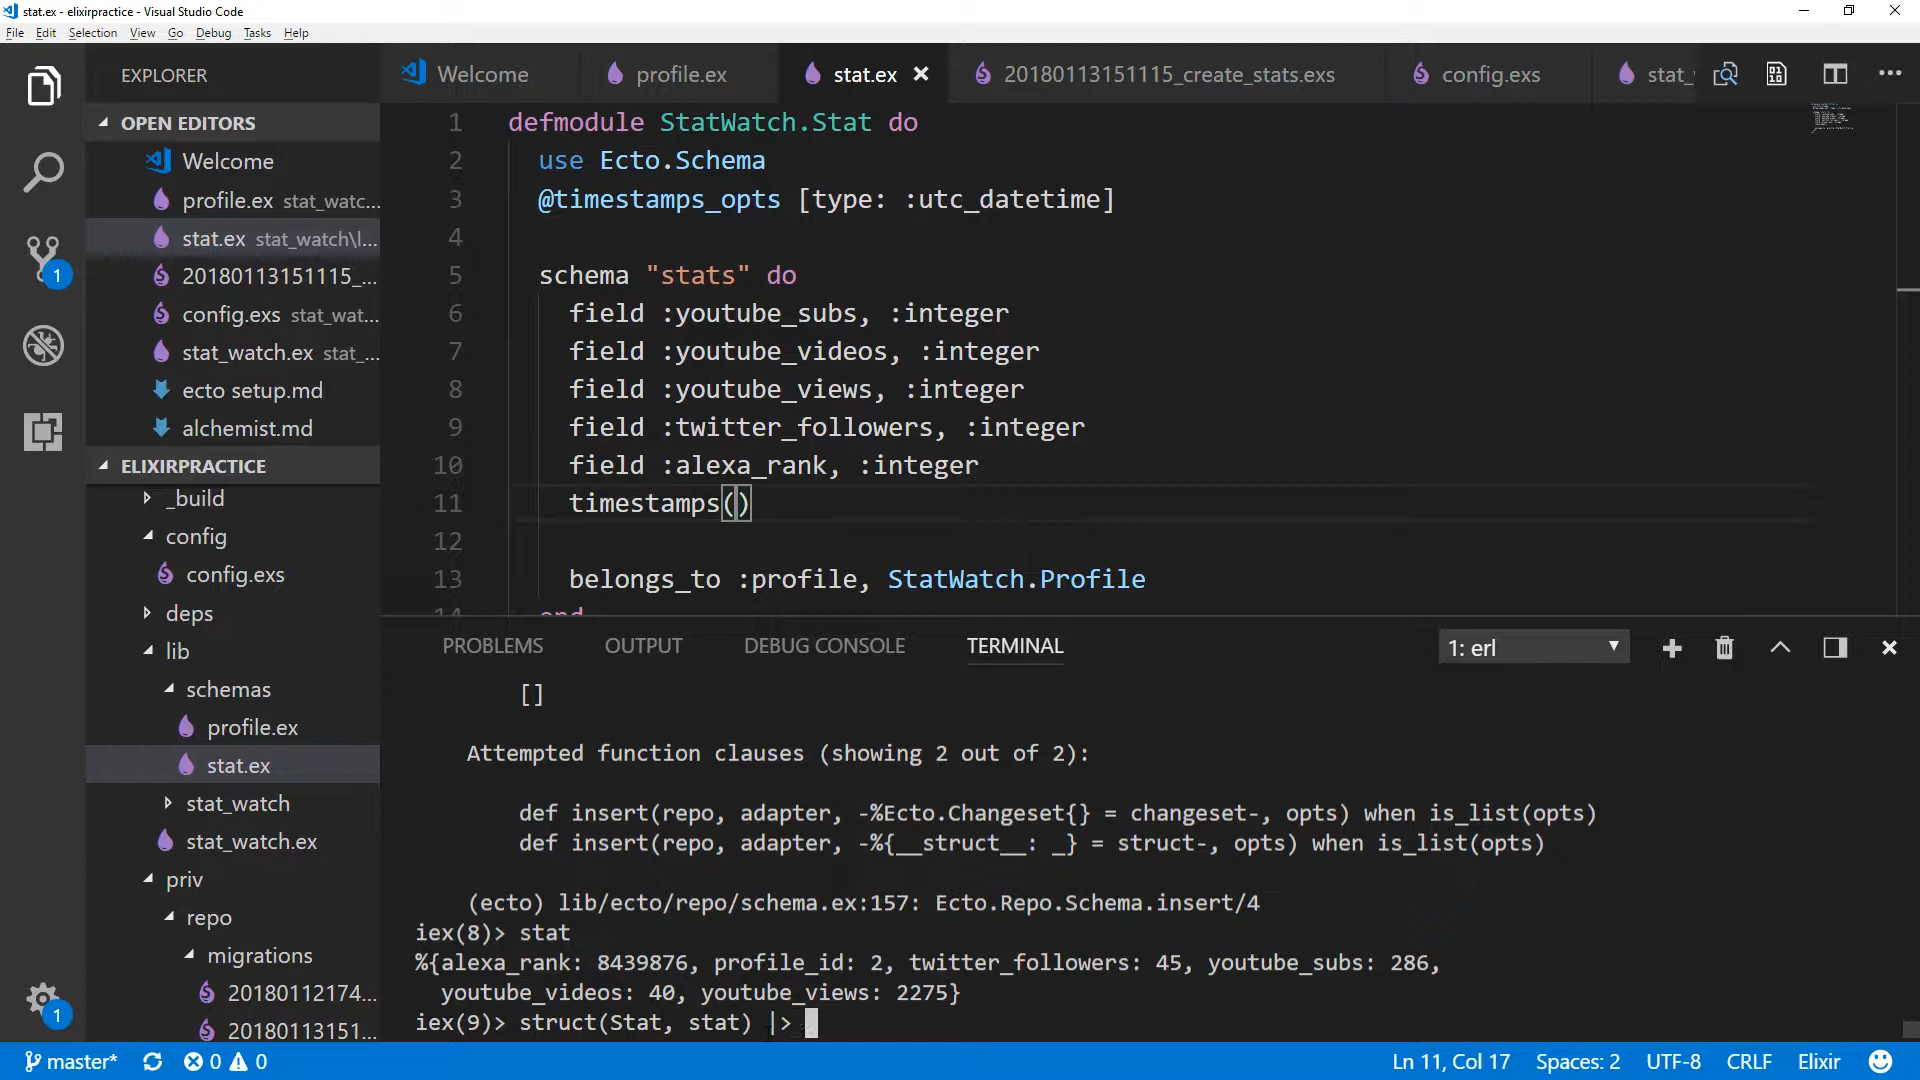 stat.ex - elixirpractice - Visual Studio Code
File Edit Selection View Go Debug Tasks Help
EXPLORER
Welcome profile.ex stat.ex 20180113151115_create_stats.exs config.exs stat_
OPEN EDITORS
Welcome
profile.ex stat_watc...
stat.ex stat_watch\l...
20180113151115_...
config.exs stat_wat...
stat_watch.ex stat_...
ecto setup.md
alchemist.md
ELIXIRPRACTICE
_build
config
config.exs
deps
lib
schemas
profile.ex
stat.ex
stat_watch
stat_watch.ex
priv
repo
migrations
20180112174...
20180113151...
1
1
1 defmodule StatWatch.Stat do
2 use Ecto.Schema
3 @timestamps_opts [type: :utc_datetime]
4
5 schema "stats" do
6 field :youtube_subs, :integer
7 field :youtube_videos, :integer
8 field :youtube_views, :integer
9 field :twitter_followers, :integer
10 field :alexa_rank, :integer
11 timestamps()
12
13 belongs_to :profile, StatWatch.Profile
14 end
PROBLEMS OUTPUT DEBUG CONSOLE TERMINAL 1: erl
[]
Attempted function clauses (showing 2 out of 2):
def insert(repo, adapter, -%Ecto.Changeset{} = changeset-, opts) when is_list(opts)
def insert(repo, adapter, -%{__struct__: _} = struct-, opts) when is_list(opts)
(ecto) lib/ecto/repo/schema.ex:157: Ecto.Repo.Schema.insert/4
iex(8)> stat
%{alexa_rank: 8439876, profile_id: 2, twitter_followers: 45, youtube_subs: 286,
youtube_videos: 40, youtube_views: 2275}
iex(9)> struct(Stat, stat) |>
master* 0 0 Ln 11, Col 17 Spaces: 2 UTF-8 CRLF Elixir